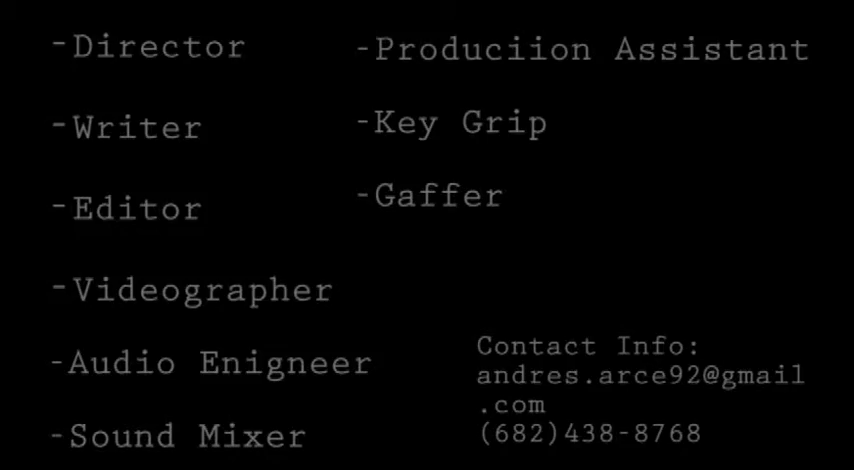 -Director
-Writer
-Editor
-Videographer
-Audio Enigneer
-Sound Mixer
-Produciion Assistant
-Key Grip
-Gaffer
Contact Info:
andres.arce92@gmail
.com
(682)438-8768